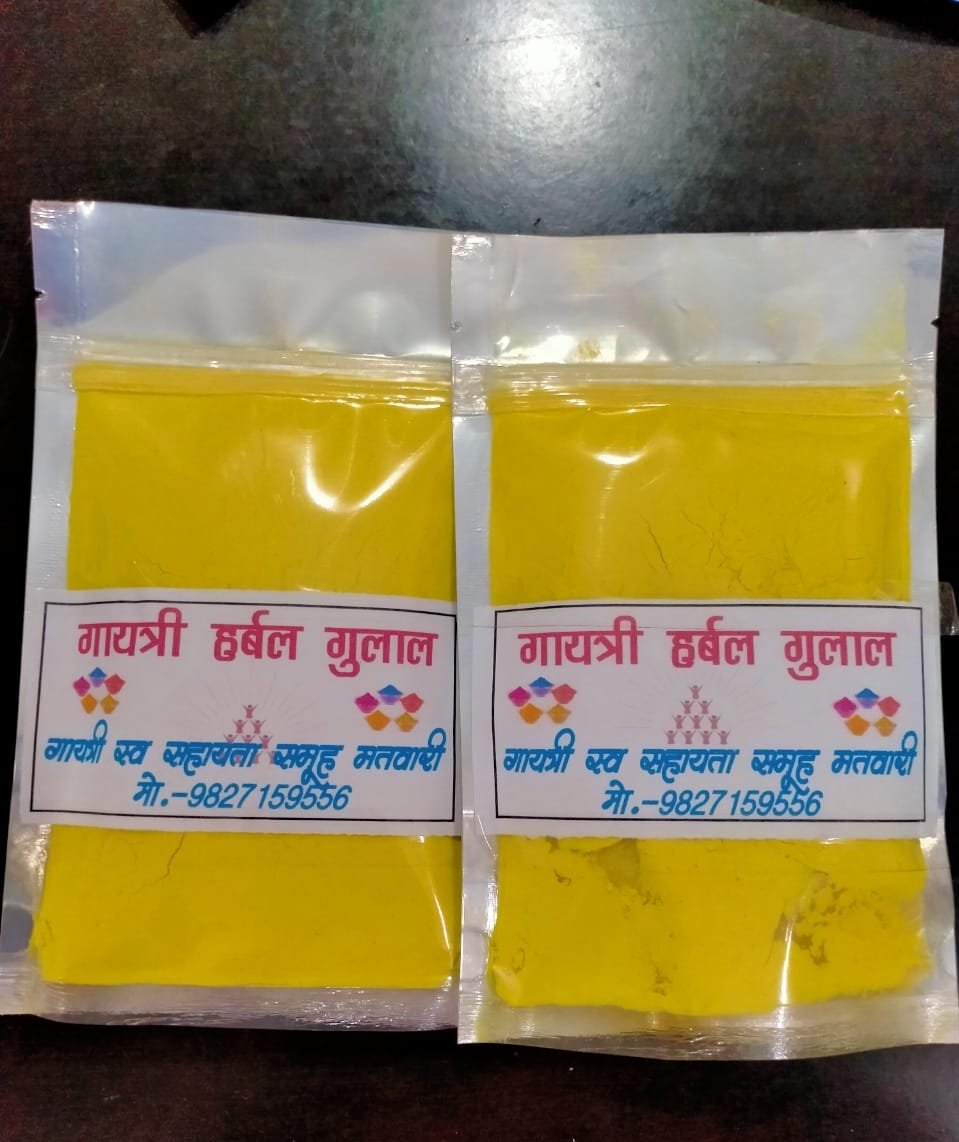 गायत्री हर्बल गुलाल
गायत्री स्व सहायता समूह मतवारी
मो.-9827159556
गायत्री हर्बल गुलाल
गायत्री स्व सहायता समूह मतवारी
मो.-9827159556